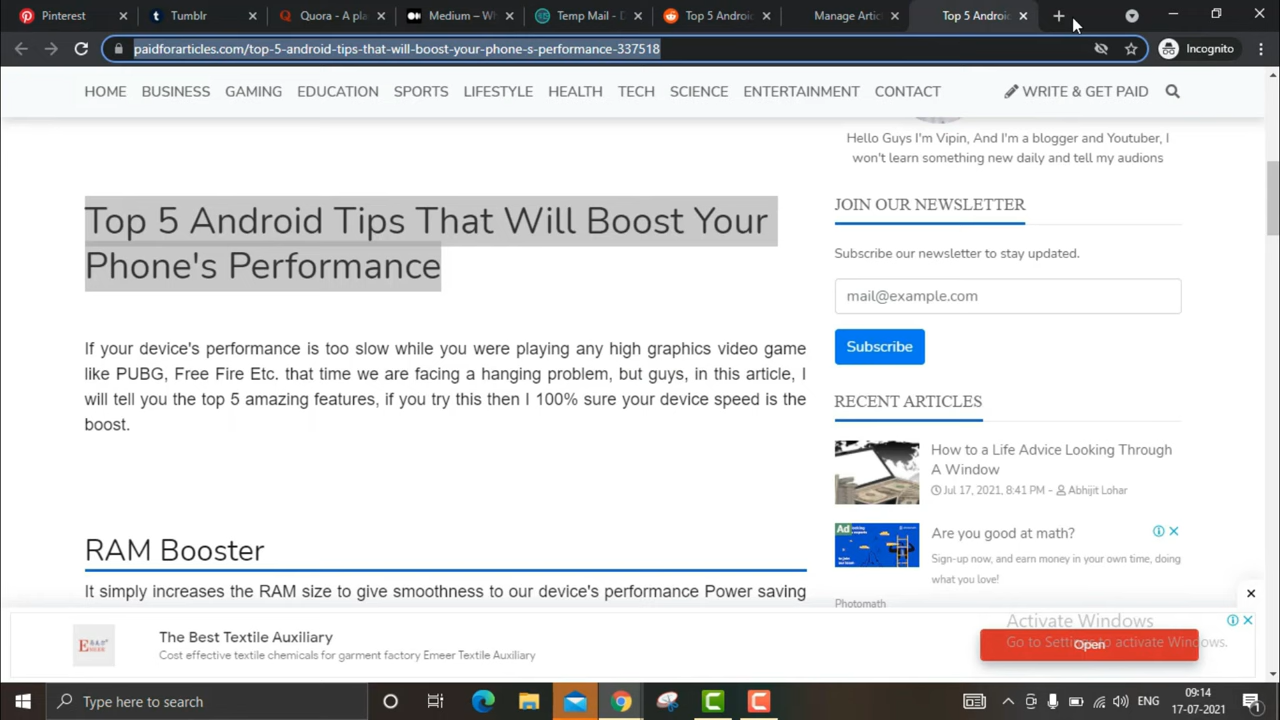 Pinterest
Tumblr
Quora - A pla
Medium – Wh
Temp Mail - D
Top 5 Androi
Manage Artic
Top 5 Androi
paidforarticles.com/top-5-android-tips-that-will-boost-your-phone-s-performance-337518
Incognito
HOME BUSINESS GAMING EDUCATION SPORTS LIFESTYLE HEALTH TECH SCIENCE ENTERTAINMENT CONTACT WRITE & GET PAID
Top 5 Android Tips That Will Boost Your
Phone's Performance
If your device's performance is too slow while you were playing any high graphics video game
like PUBG, Free Fire Etc. that time we are facing a hanging problem, but guys, in this article, I
will tell you the top 5 amazing features, if you try this then I 100% sure your device speed is the
boost.
RAM Booster
It simply increases the RAM size to give smoothness to our device's performance Power saving
Hello Guys I'm Vipin, And I'm a blogger and Youtuber, I
won't learn something new daily and tell my audions
JOIN OUR NEWSLETTER
Subscribe our newsletter to stay updated.
mail@example.com
Subscribe
RECENT ARTICLES
How to a Life Advice Looking Through
A Window
Jul 17, 2021, 8:41 PM – Abhijit Lohar
Ad
Are you good at math?
Sign-up now, and earn money in your own time, doing
what you love!
Photomath
Activate Windows
Go to Settings to activate Windows.
The Best Textile Auxiliary
Cost effective textile chemicals for garment factory Emeer Textile Auxiliary
Open
Type here to search
ENG
09:14
17-07-2021
1